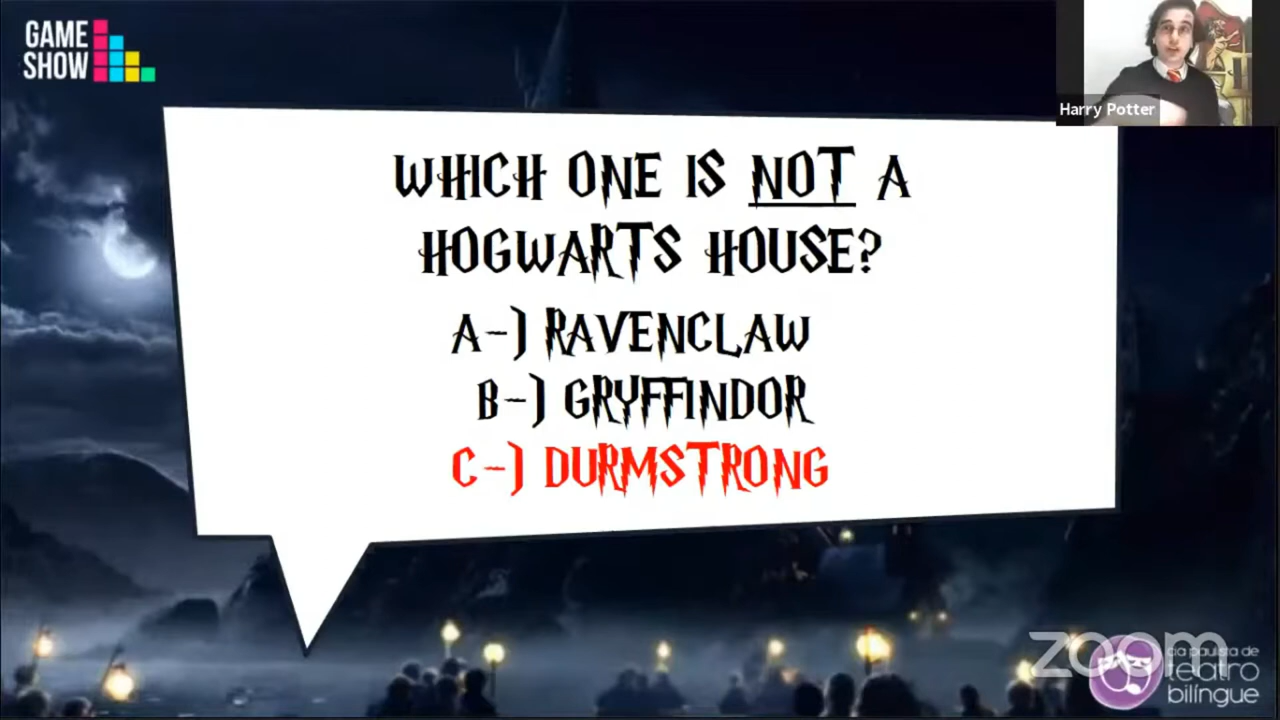 GAME
SHOW
Harry Potter
WHICH ONE IS NOT A
HOGWARTS HOUSE?
A-) RAVENCLAW
B-) GRYFFINDOR
C-) DURMSTRONG
zoom
cia paulista de
teatro
bilíngue